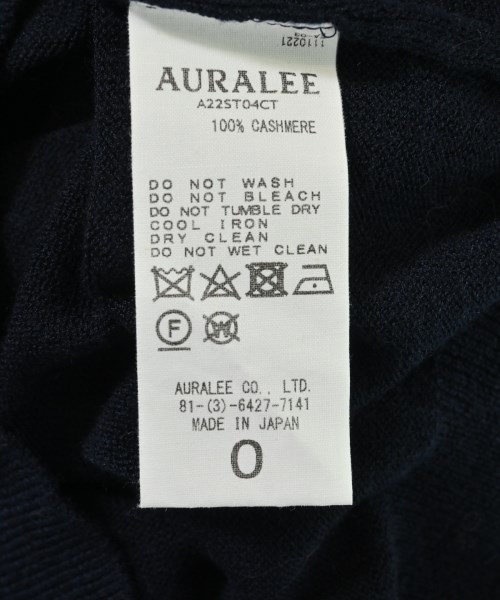 1110221
AURALEE
A22ST04CT
100% CASHMERE
DO NOT WASH
DO NOT BLEACH
DO NOT TUMBLE DRY
COOL IRON
DRY CLEAN
DO NOT WET CLEAN
F W
AURALEE CO., LTD.
81-(3)-6427-7141
MADE IN JAPAN
0